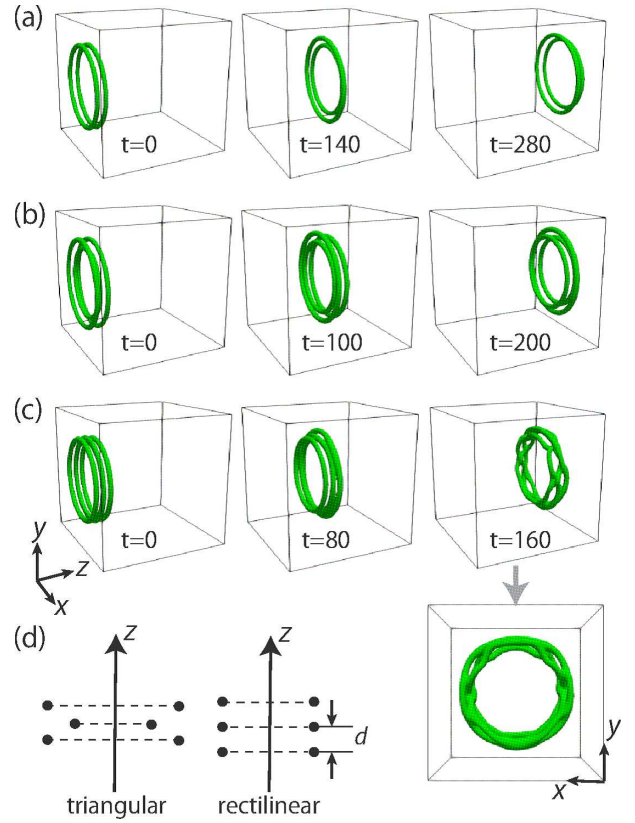 (a)
t=0 t=140 t=280
(b)
t=0 t=100 t=200
(c)
t=0 t=80 t=160
y
z
x
(d)
z z
d
triangular rectilinear
y
x